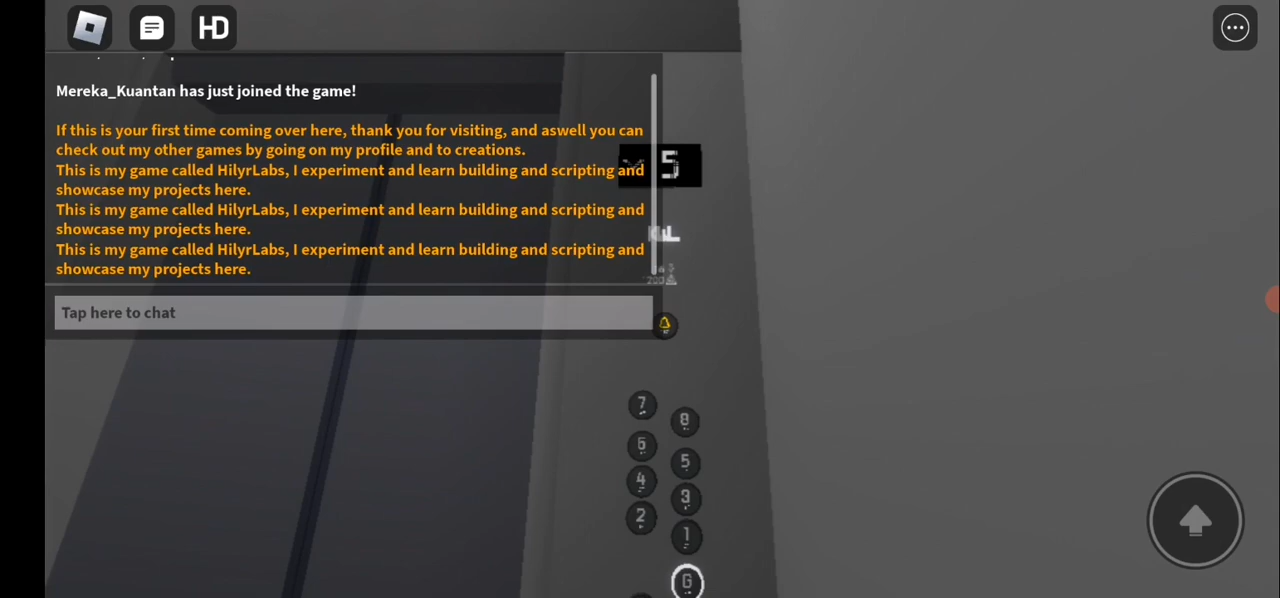 HD
Mereka_Kuantan has just joined the game!
If this is your first time coming over here, thank you for visiting, and aswell you can
check out my other games by going on my profile and to creations.
This is my game called HilyrLabs, I experiment and learn building and scripting and
showcase my projects here.
This is my game called HilyrLabs, I experiment and learn building and scripting and
showcase my projects here.
This is my game called HilyrLabs, I experiment and learn building and scripting and
showcase my projects here.
Tap here to chat
5
7
8
5
4
3
2
1
G